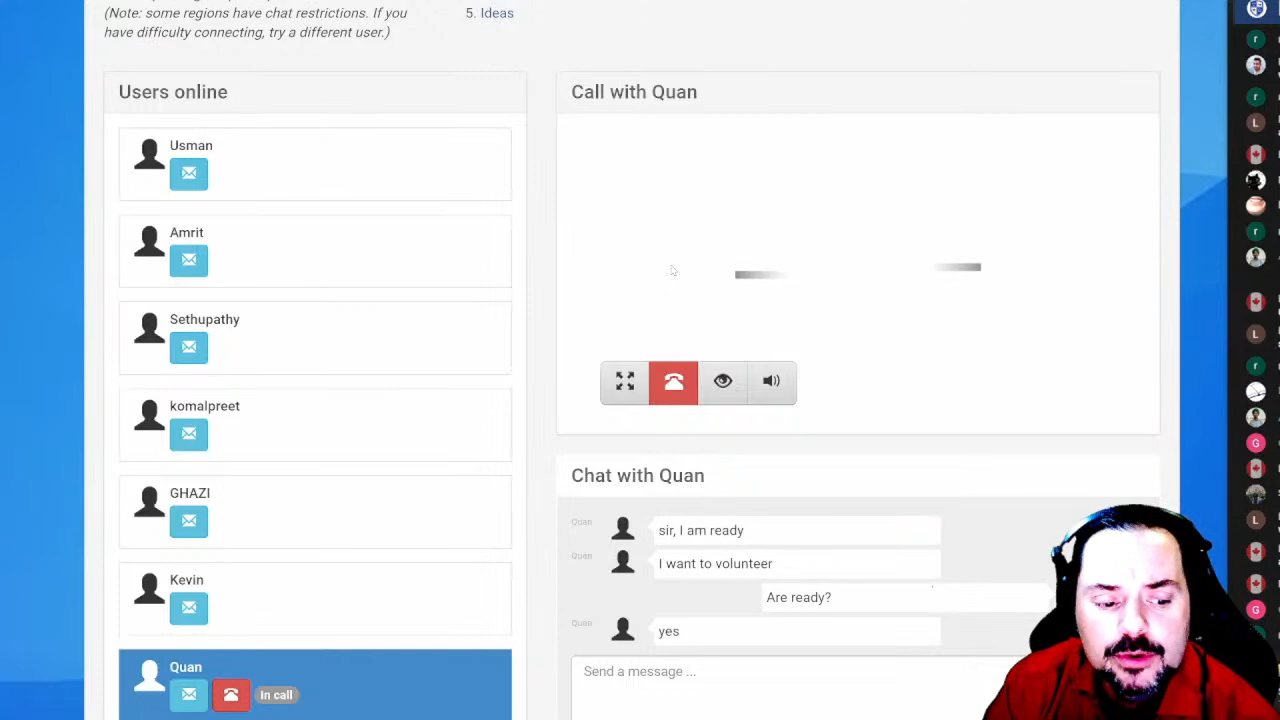 (Note: some regions have chat restrictions. If you
have difficulty connecting, try a different user.)
5. Ideas
Users online
Usman
Amrit
Sethupathy
komalpreet
GHAZI
Kevin
Quan
In call
Call with Quan
Chat with Quan
Quan
sir, I am ready
Quan
I want to volunteer
Are ready?
Quan
yes
Send a message ...
r
r
L
r
L
r
G
L
G